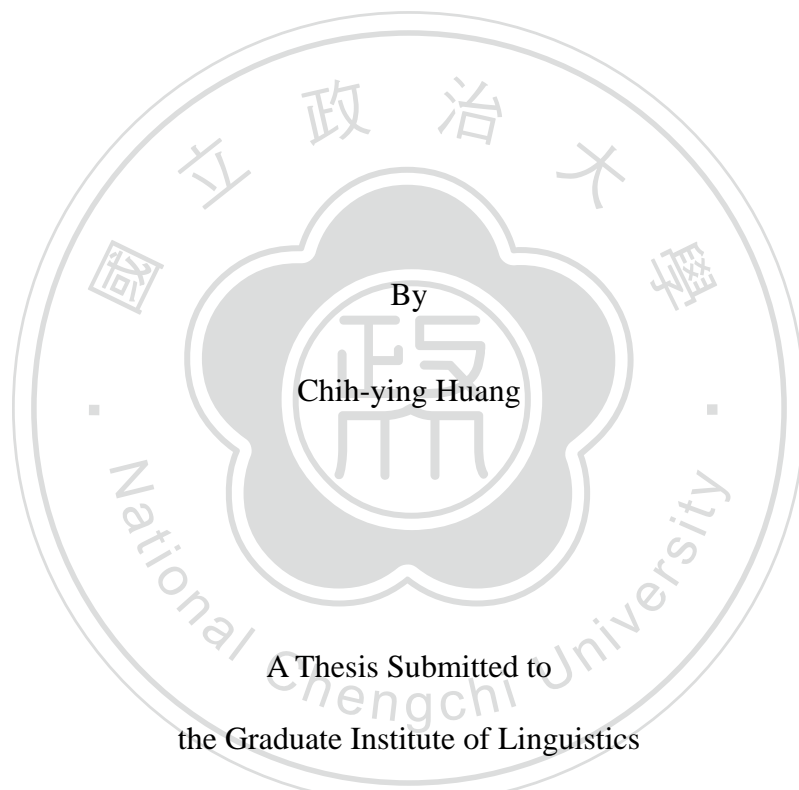 國立政治大學
By
政
Chih-ying Huang
National Chengchi University
A Thesis Submitted to
the Graduate Institute of Linguistics